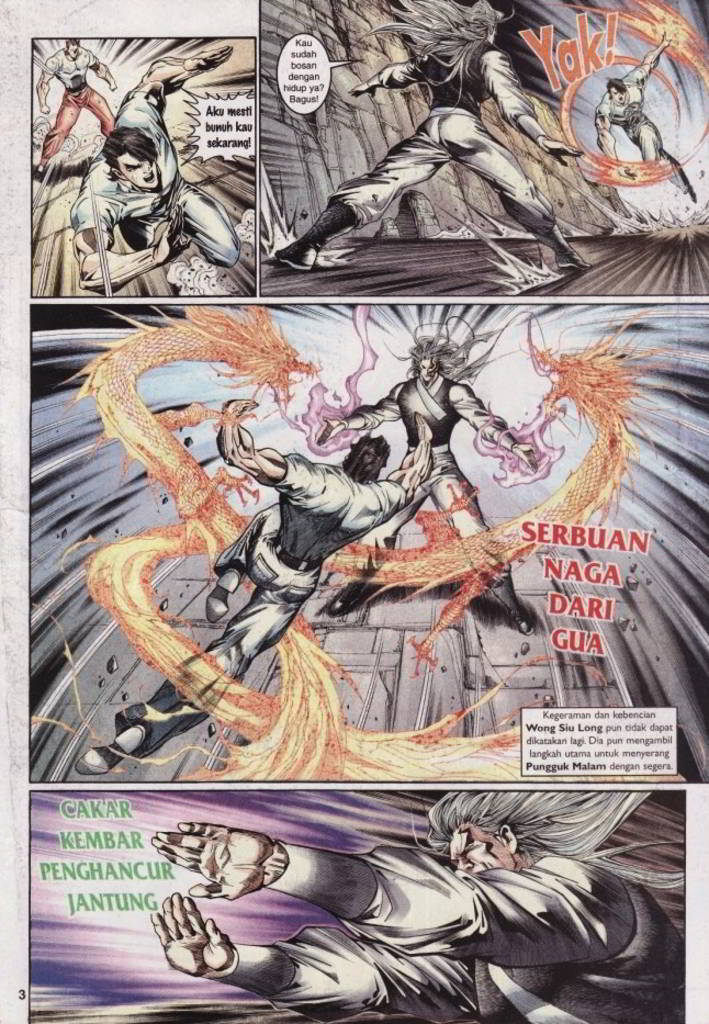 Aku mesti
bunuh kau
sekarang!
Kau
sudah
bosan
dengan
hidup ya?
Bagus!
Yak!
SERBUAN
NAGA
DARI
GUA
Kegeraman dan kebencian
Wong Siu Long pun tidak dapat
dikatakan lagi. Dia pun mengambil
langkah utama untuk menyerang
Pungguk Malam dengan segera.
CAKAR
KEMBAR
PENGHANCUR
JANTUNG
3